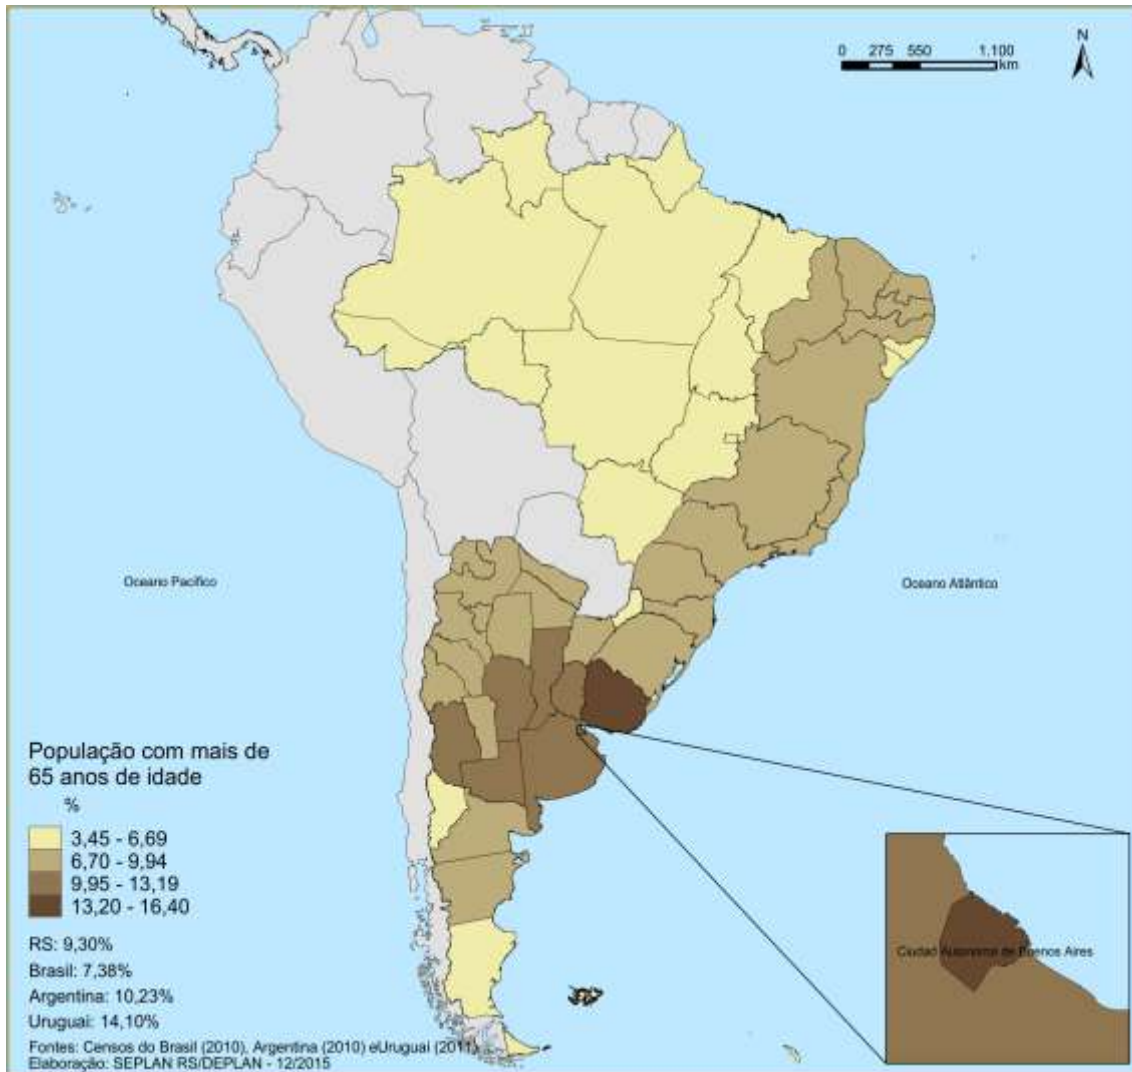 N
0 275 550 1.100
km
Oceano Pacífico
Oceano Atlântico
População com mais de
65 anos de idade
%
3,45 - 6,69
6,70 - 9,94
9,95 - 13,19
13,20 - 16,40
RS: 9,30%
Brasil: 7,38%
Argentina: 10,23%
Uruguai: 14,10%
Fontes: Censos do Brasil (2010), Argentina (2010) eUruguai (2011)
Elaboração: SEPLAN RS/DEPLAN - 12/2015
Ciudad Autonoma de Buenos Aires